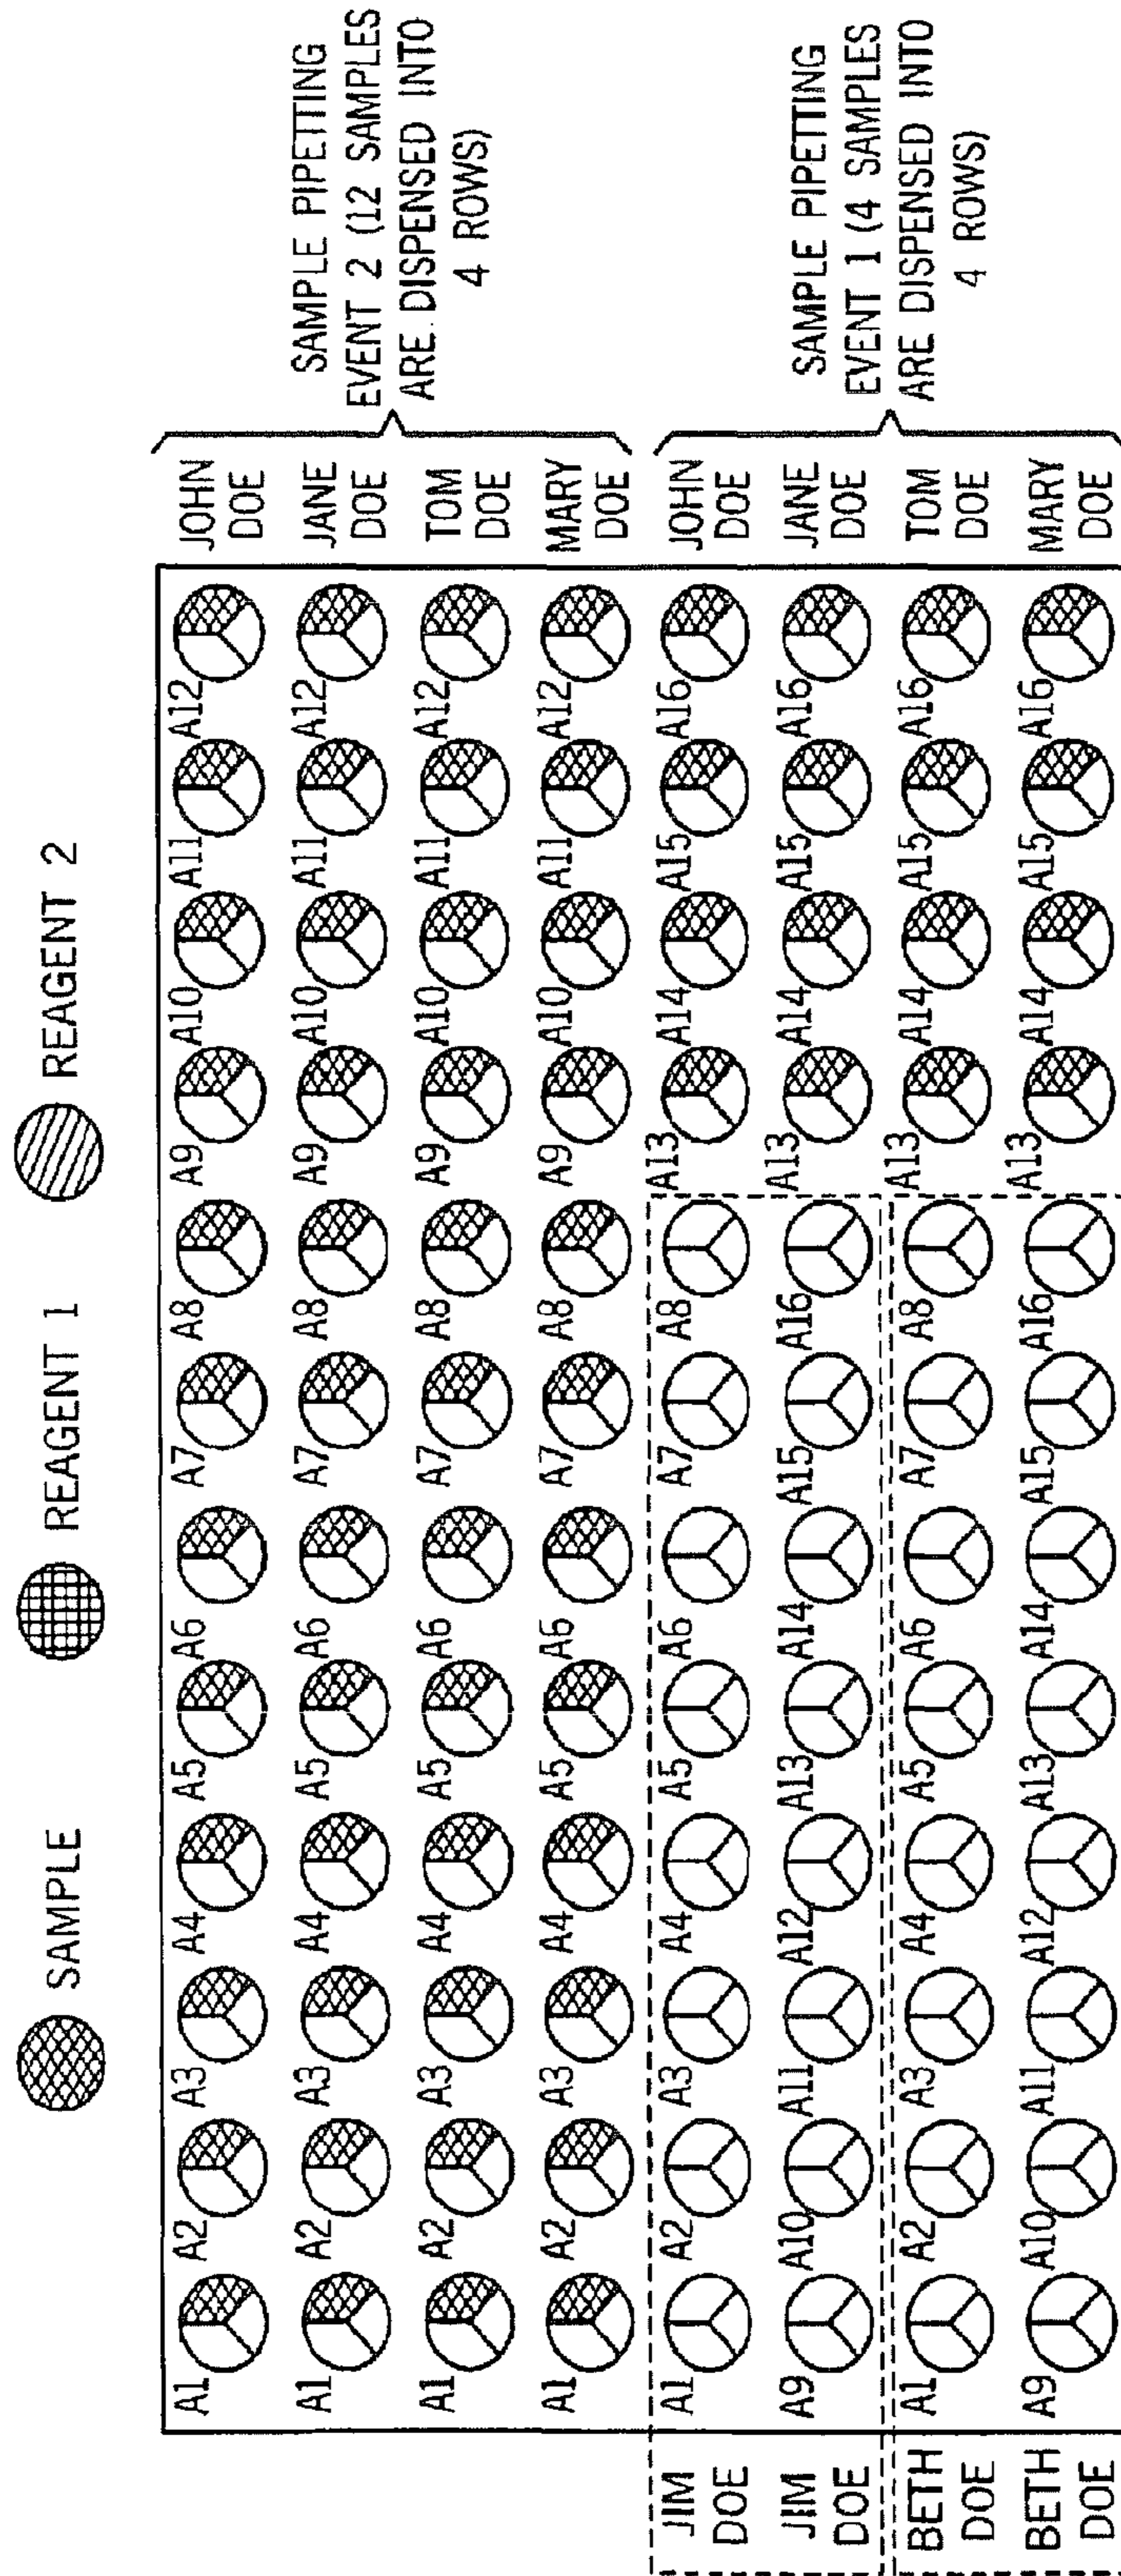 SAMPLE REAGENT 1 REAGENT 2
A1 A2 A3 A4 A5 A6 A7 A8 A9 A10 A11 A12 JOHN
DOE
A1 A2 A3 A4 A5 A6 A7 A8 A9 A10 A11 A12 JANE
DOE
A1 A2 A3 A4 A5 A6 A7 A8 A9 A10 A11 A12 TOM
DOE
A1 A2 A3 A4 A5 A6 A7 A8 A9 A10 A11 A12 MARY
DOE
SAMPLE PIPETTING
EVENT 2 (12 SAMPLES
ARE DISPENSED INTO
4 ROWS)
JIM A1 A2 A3 A4 A5 A6 A7 A8 A13 A14 A15 A16 JOHN
DOE DOE
JIM A9 A10 A11 A12 A13 A14 A15 A16 A13 A14 A15 A16 JANE
DOE DOE
BETH A1 A2 A3 A4 A5 A6 A7 A8 A13 A14 A15 A16 TOM
DOE DOE
BETH A9 A10 A11 A12 A13 A14 A15 A16 A13 A14 A15 A16 MARY
DOE DOE
SAMPLE PIPETTING
EVENT 1 (4 SAMPLES
ARE DISPENSED INTO
4 ROWS)